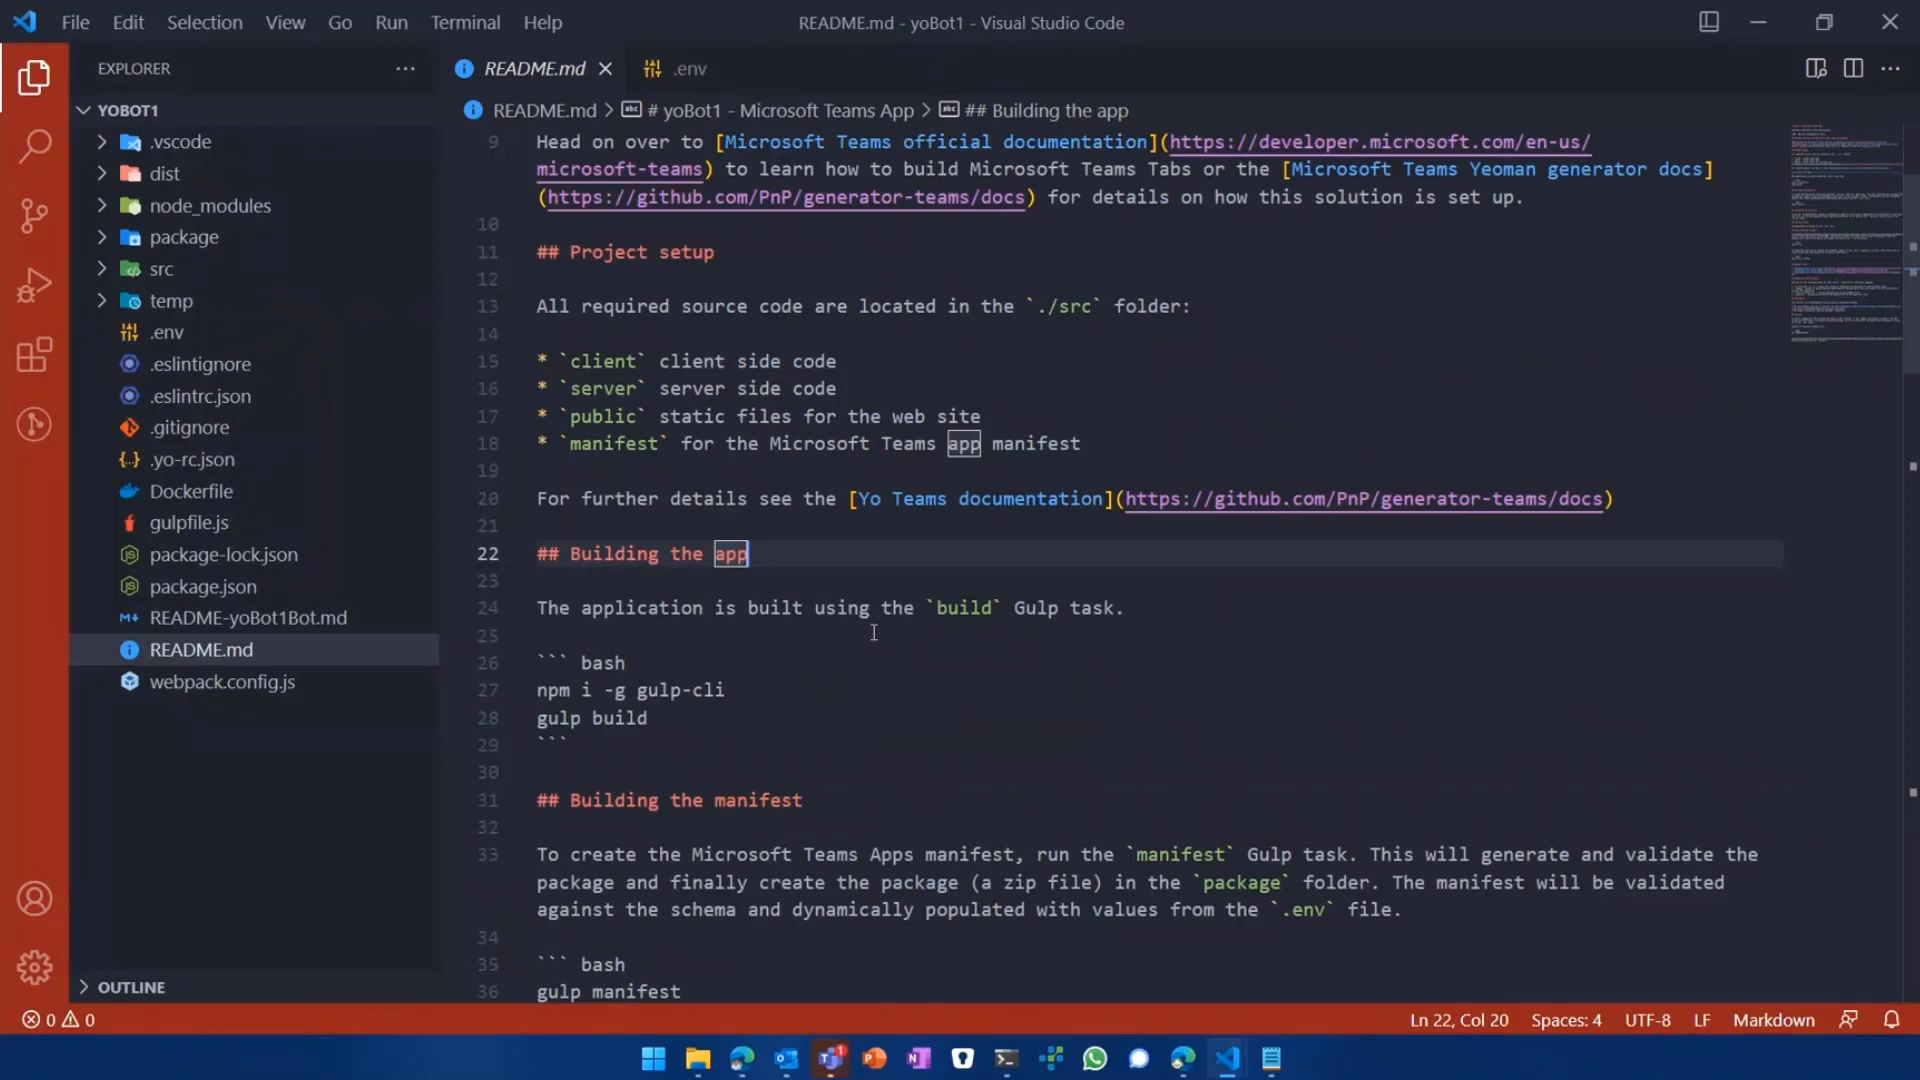 File Edit Selection View Go Run Terminal Help README.md - yoBot1 - Visual Studio Code
EXPLORER
YOBOT1
.vscode
dist
node_modules
package
src
temp
.env
.eslintignore
.eslintrc.json
.gitignore
.yo-rc.json
Dockerfile
gulpfile.js
package-lock.json
package.json
README-yoBot1Bot.md
README.md
webpack.config.js
OUTLINE
README.md .env
README.md > # yoBot1 - Microsoft Teams App > ## Building the app
9 Head on over to [Microsoft Teams official documentation](https://developer.microsoft.com/en-us/
microsoft-teams) to learn how to build Microsoft Teams Tabs or the [Microsoft Teams Yeoman generator docs]
(https://github.com/PnP/generator-teams/docs) for details on how this solution is set up.
10
11 ## Project setup
12
13 All required source code are located in the `./src` folder:
14
15 * `client` client side code
16 * `server` server side code
17 * `public` static files for the web site
18 * `manifest` for the Microsoft Teams app manifest
19
20 For further details see the [Yo Teams documentation](https://github.com/PnP/generator-teams/docs)
21
22 ## Building the app
23
24 The application is built using the `build` Gulp task.
25
26 ``` bash
27 npm i -g gulp-cli
28 gulp build
29 ```
30
31 ## Building the manifest
32
33 To create the Microsoft Teams Apps manifest, run the `manifest` Gulp task. This will generate and validate the
package and finally create the package (a zip file) in the `package` folder. The manifest will be validated
against the schema and dynamically populated with values from the `.env` file.
34
35 ``` bash
36 gulp manifest
0 0 Ln 22, Col 20 Spaces: 4 UTF-8 LF Markdown